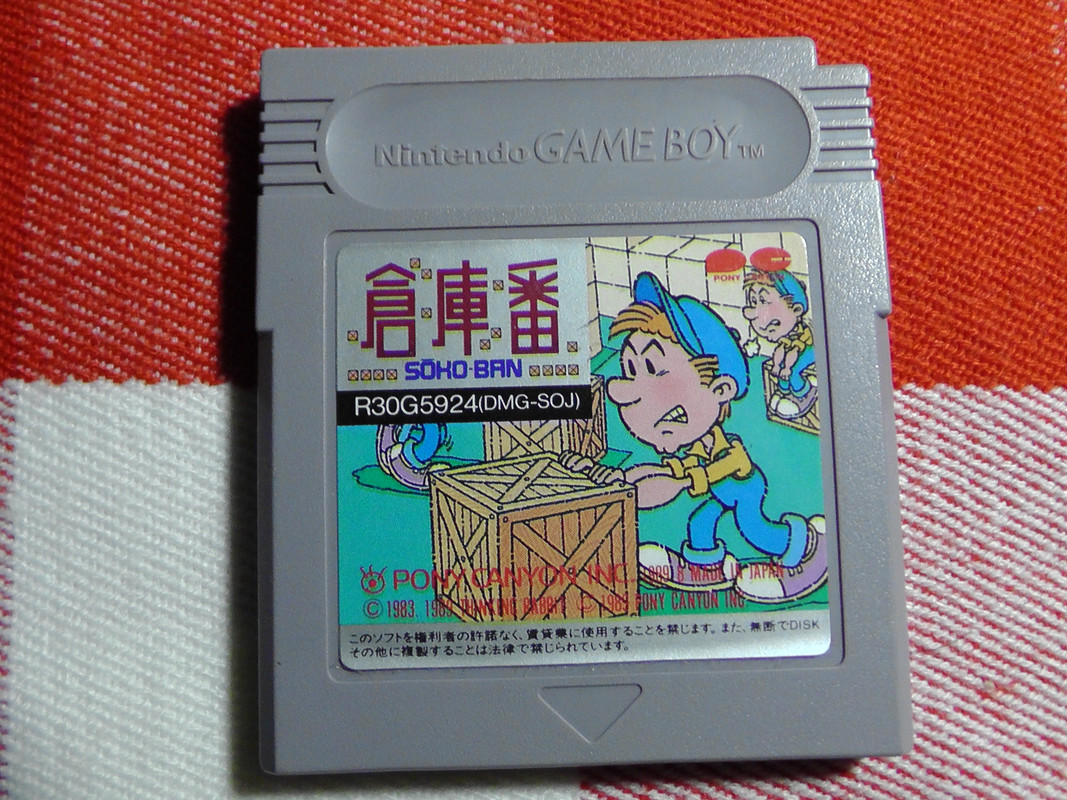 Nintendo GAME BOY TM
PC
PONY
倉庫番
SŌKO-BAN
R30G5924(DMG-SOJ)
PONY CANYON INC. 1989.8 MADE IN JAPAN
© 1983, 1989 THINKING RABBIT © 1989 PONY CANYON INC.
このソフトを権利者の許諾なく、賃貸業に使用することを禁じます。また、無断でDISK
その他に複製することは法律で禁じられています。